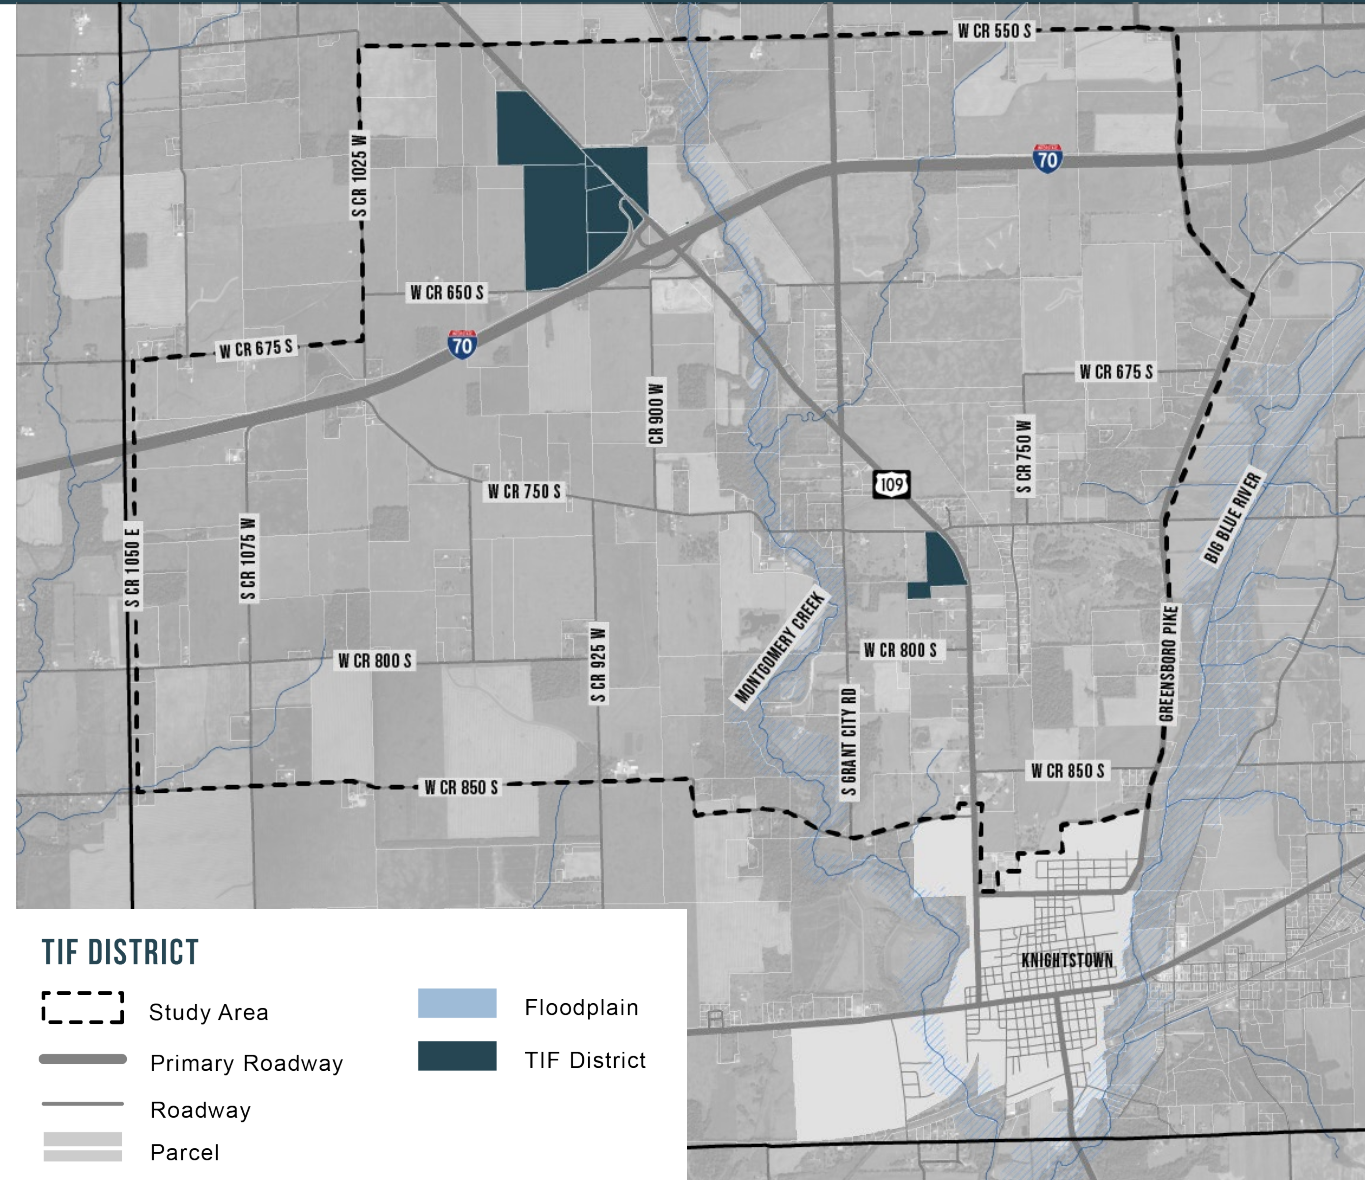 W CR 550 S
S CR 1025 W
70
W CR 650 S
70
W CR 675 S
W CR 675 S
CR 900 W
S CR 750 W
109
W CR 750 S
BIG BLUE RIVER
S CR 1050 E
S CR 1075 W
MONTGOMERY CREEK
W CR 800 S
W CR 800 S
S CR 925 W
GREENSBORO PIKE
S GRANT CITY RD
W CR 850 S
W CR 850 S
KNIGHTSTOWN
TIF DISTRICT
Study Area
Primary Roadway
Roadway
Parcel
Floodplain
TIF District